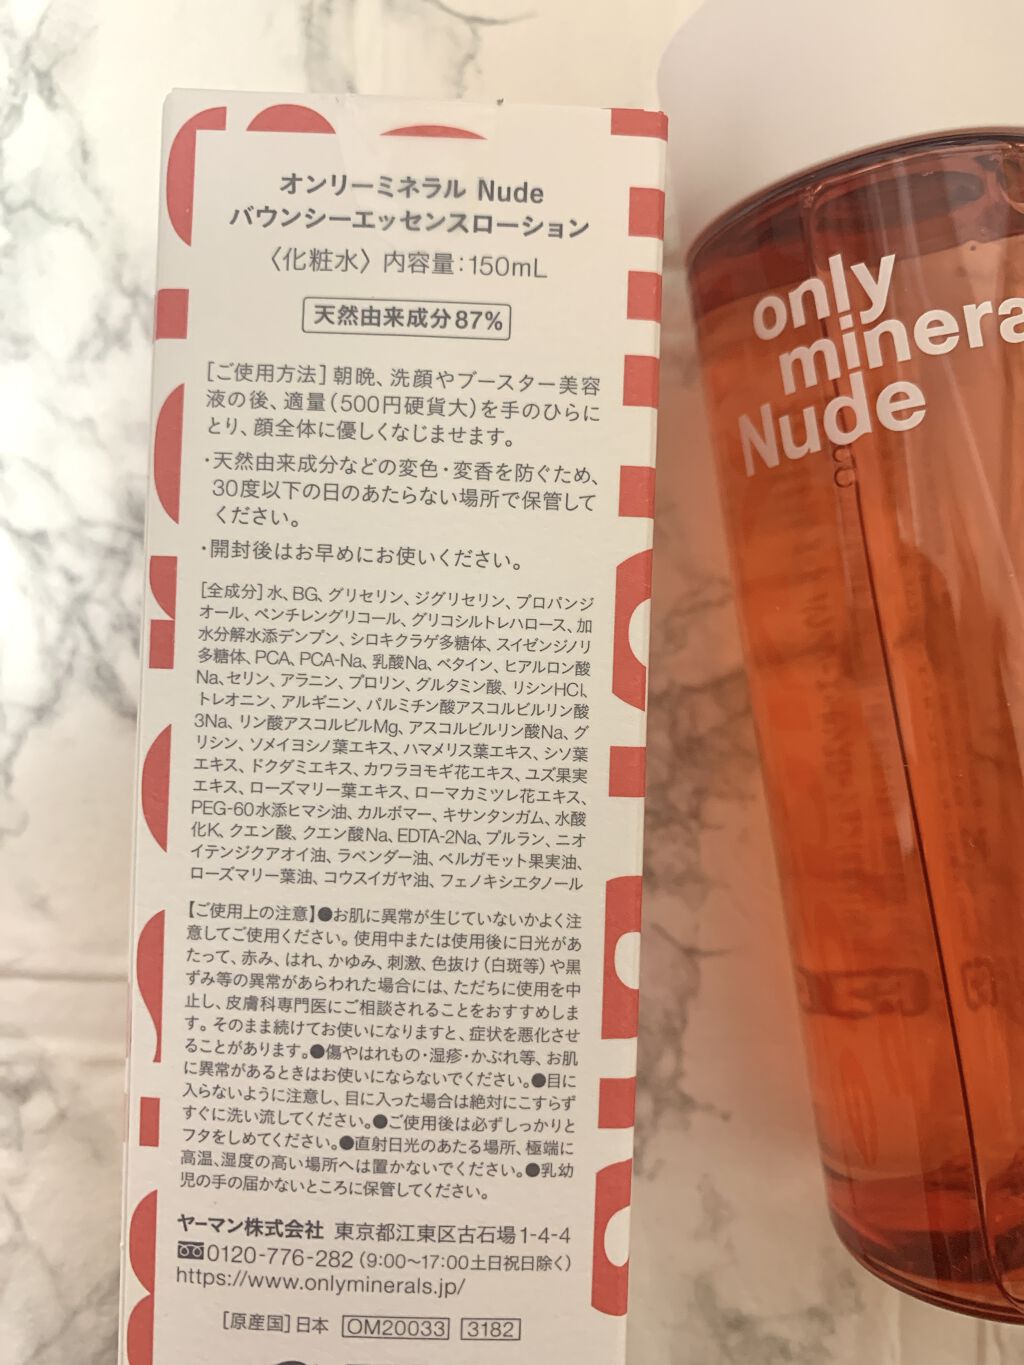 オンリーミネラル Nude
バウンシーエッセンスローション
〈化粧水〉内容量：150mL
天然由来成分87%
[ご使用方法] 朝晩、洗顔やブースター美容
液の後、適量(500円硬貨大)を手のひらに
とり、顔全体に優しくなじませます。
・天然由来成分などの変色・変香を防ぐため、
30度以下の日のあたらない場所で保管して
ください。
・開封後はお早めにお使いください。
[全成分] 水、BG、グリセリン、ジグリセリン、プロパンジ
オール、ペンチレングリコール、グリコシルトレハロース、加
水分解水添デンプン、シロキクラゲ多糖体、スイゼンジノリ
多糖体、PCA、PCA-Na、乳酸Na、ベタイン、ヒアルロン酸
Na、セリン、アラニン、プロリン、グルタミン酸、リシンHCl、
トレオニン、アルギニン、パルミチン酸アスコルビルリン酸
3Na、リン酸アスコルビルMg、アスコルビルリン酸Na、グ
リシン、ソメイヨシノ葉エキス、ハマメリス葉エキス、シソ葉
エキス、ドクダミエキス、カワラヨモギ花エキス、ユズ果実
エキス、ローズマリー葉エキス、ローマカミツレ花エキス、
PEG-60水添ヒマシ油、カルボマー、キサンタンガム、水酸
化K、クエン酸、クエン酸Na、EDTA-2Na、プルラン、ニオ
イテンジクアオイ油、ラベンダー油、ベルガモット果実油、
ローズマリー葉油、コウスイガヤ油、フェノキシエタノール
【ご使用上の注意】●お肌に異常が生じていないかよく注
意してご使用ください。使用中または使用後に日光があ
たって、赤み、はれ、かゆみ、刺激、色抜け(白斑等)や黒
ずみ等の異常があらわれた場合には、ただちに使用を中
止し、皮膚科専門医にご相談されることをおすすめしま
す。そのまま続けてお使いになりますと、症状を悪化させ
ることがあります。●傷やはれもの・湿疹・かぶれ等、お肌
に異常があるときはお使いにならないでください。●目に
入らないように注意し、目に入った場合は絶対にこすらず
すぐに洗い流してください。●ご使用後は必ずしっかりと
フタをしめてください。●直射日光のあたる場所、極端に
高温、湿度の高い場所へは置かないでください。●乳幼
児の手の届かないところに保管してください。
ヤーマン株式会社 東京都江東区古石場1-4-4
0120-776-282 (9:00〜17:00土日祝日除く)
https://www.onlyminerals.jp/
[原産国] 日本 OM20033 3182
only
minera
Nude